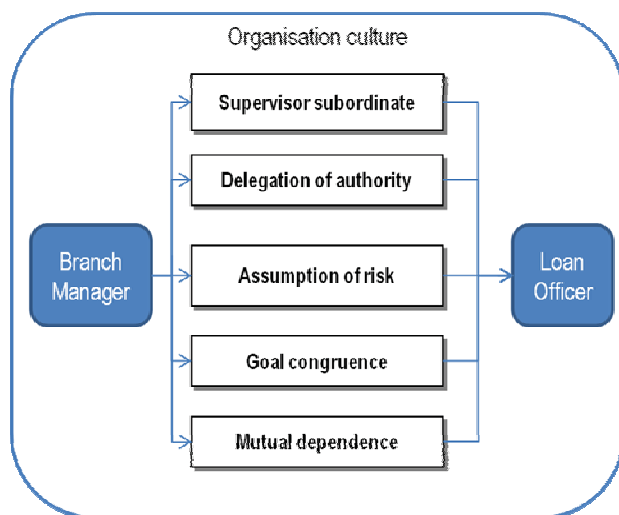 Organisation culture
Supervisor subordinate
Delegation of authority
Branch
Manager
Assumption of risk
Loan
Officer
Goal congruence
Mutual dependence